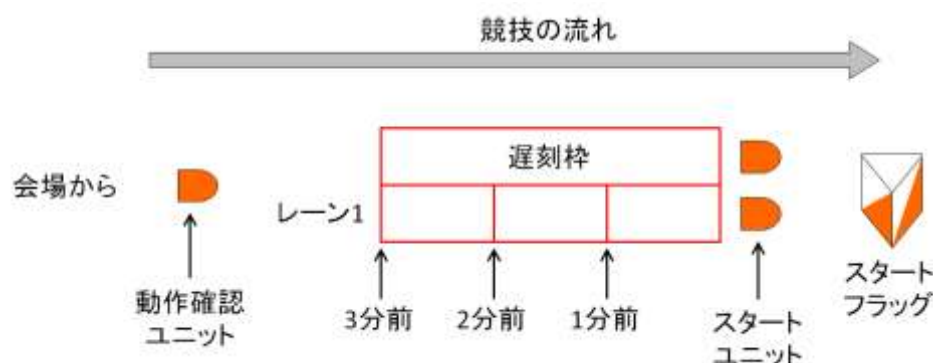 競技の流れ
遅刻枠
会場から
レーン1
動作確認
ユニット
3分前
2分前
1分前
スタート
ユニット
スタート
フラッグ